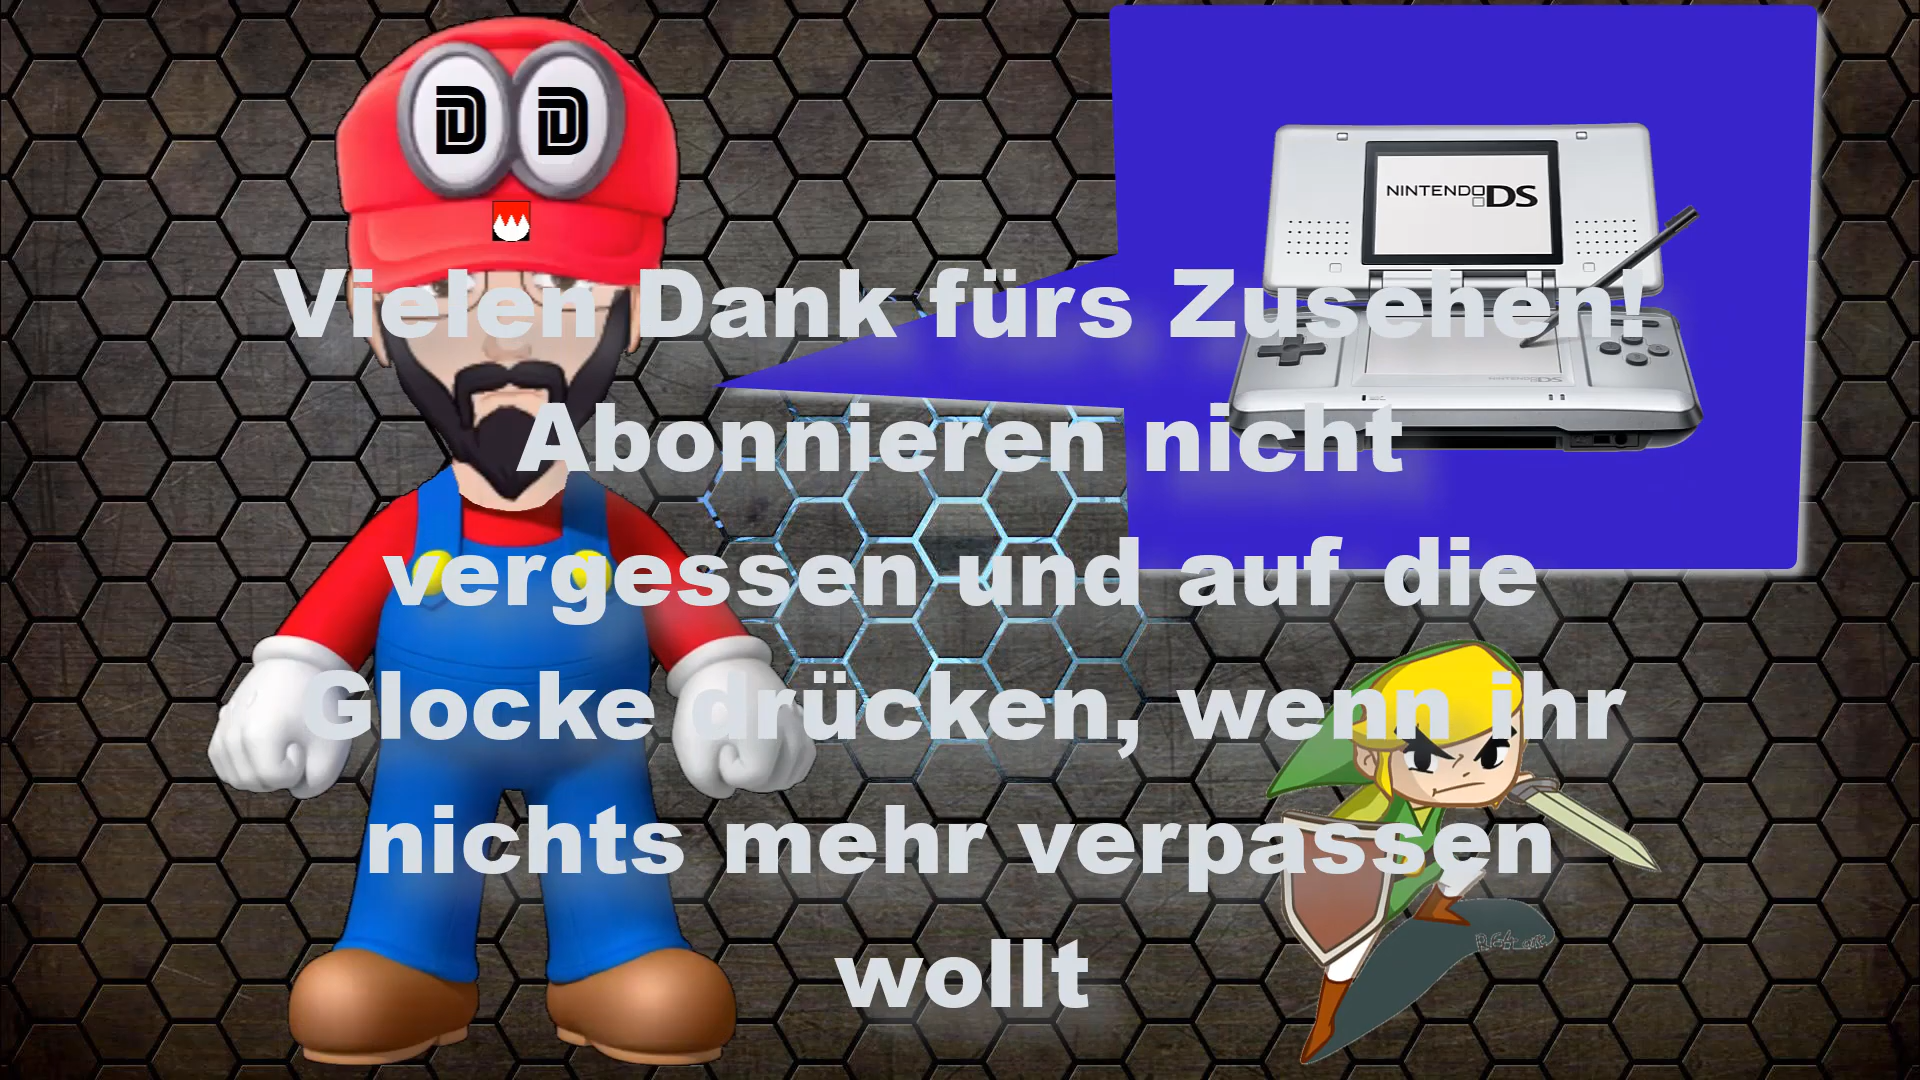 D D
NINTENDO DS
Vielen Dank fürs Zusehen!
Abonnieren nicht
vergessen und auf die
Glocke drücken, wenn ihr
nichts mehr verpassen
wollt